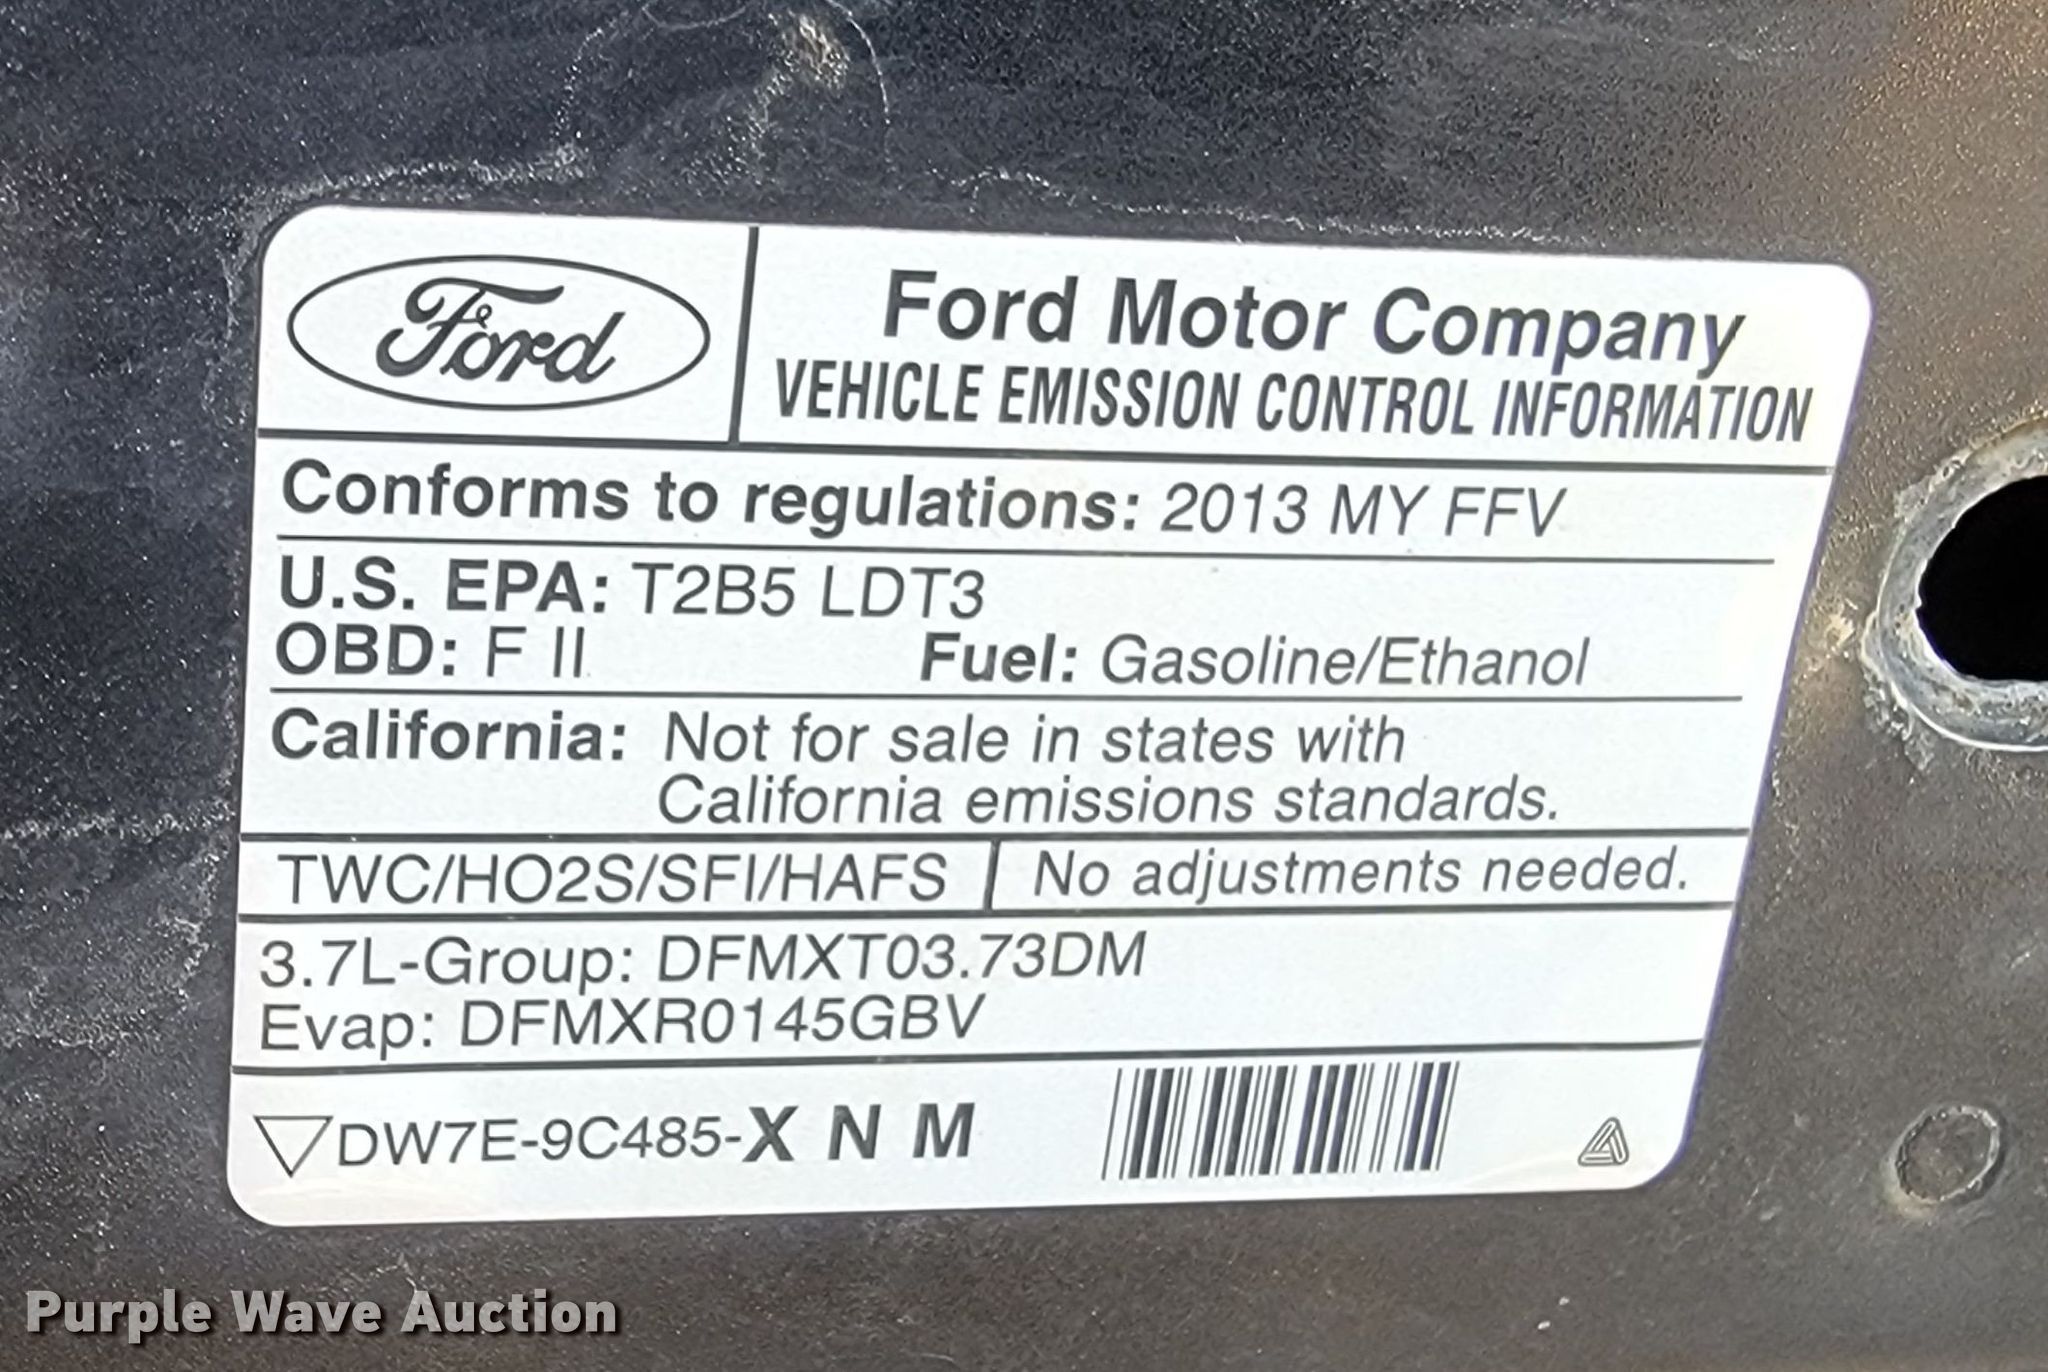 Ford
Ford Motor Company
VEHICLE EMISSION CONTROL INFORMATION
Conforms to regulations: 2013 MY FFV
U.S. EPA: T2B5 LDT3
OBD: F II Fuel: Gasoline/Ethanol
California: Not for sale in states with
California emissions standards.
TWC/HO2S/SFI/HAFS No adjustments needed.
3.7L-Group: DFMXT03.73DM
Evap: DFMXR0145GBV
DW7E-9C485-X N M
Purple Wave Auction